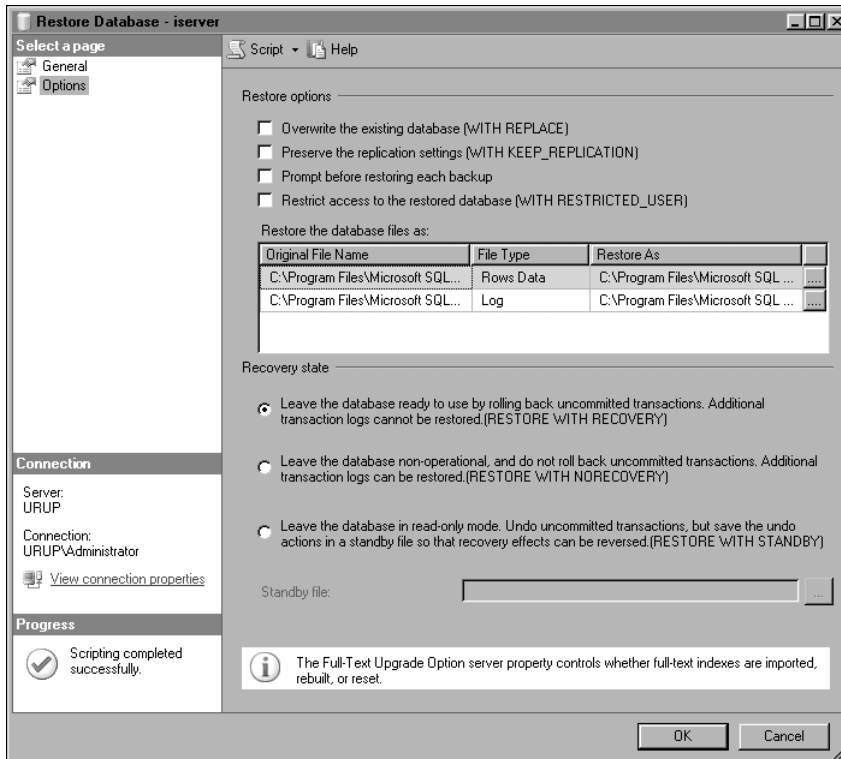 Restore Database - iserver
Select a page
General
Options
Script
Help
Restore options
Overwrite the existing database (WITH REPLACE)
Preserve the replication settings (WITH KEEP_REPLICATION)
Prompt before restoring each backup
Restrict access to the restored database (WITH RESTRICTED_USER)
Restore the database files as:
Original File Name File Type Restore As
C:\Program Files\Microsoft SQL... Rows Data C:\Program Files\Microsoft SQL ... ...
C:\Program Files\Microsoft SQL... Log C:\Program Files\Microsoft SQL ... ...
Recovery state
Leave the database ready to use by rolling back uncommitted transactions. Additional
transaction logs cannot be restored.(RESTORE WITH RECOVERY)
Leave the database non-operational, and do not roll back uncommitted transactions. Additional
transaction logs can be restored.(RESTORE WITH NORECOVERY)
Leave the database in read-only mode. Undo uncommitted transactions, but save the undo
actions in a standby file so that recovery effects can be reversed.(RESTORE WITH STANDBY)
Standby file: ...
The Full-Text Upgrade Option server property controls whether full-text indexes are imported,
rebuilt, or reset.
Connection
Server:
URUP
Connection:
URUP\Administrator
View connection properties
Progress
Scripting completed
successfully.
OK Cancel